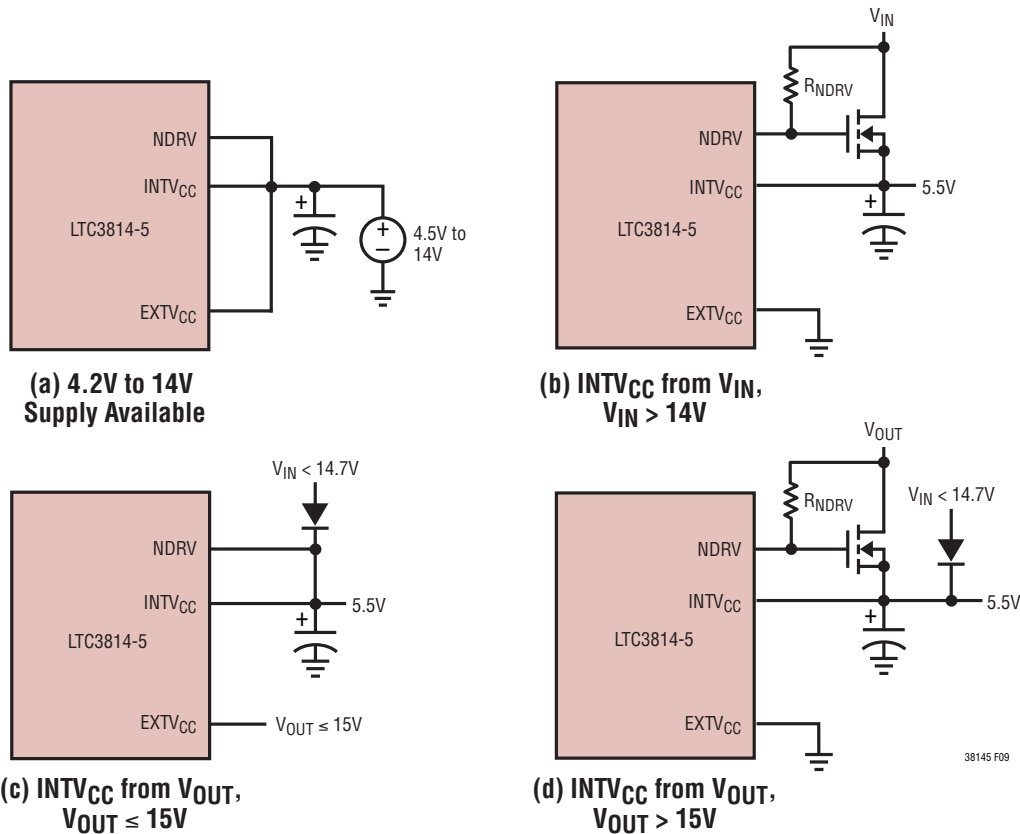 NDRV
INTVCC
LTC3814-5
EXTVCC
+
+
–
4.5V to
14V
(a) 4.2V to 14V
Supply Available
VIN
RNDRV
NDRV
INTVCC
5.5V
+
LTC3814-5
EXTVCC
(b) INTVCC from VIN,
VIN > 14V
VIN < 14.7V
NDRV
INTVCC
5.5V
+
LTC3814-5
EXTVCC
VOUT ≤ 15V
(c) INTVCC from VOUT,
VOUT ≤ 15V
VOUT
RNDRV
VIN < 14.7V
NDRV
INTVCC
5.5V
+
LTC3814-5
EXTVCC
38145 F09
(d) INTVCC from VOUT,
VOUT > 15V